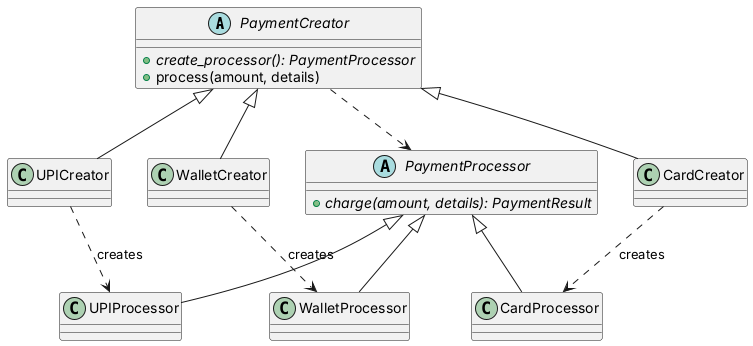 A PaymentCreator
create_processor(): PaymentProcessor
process(amount, details)
C UPICreator
C WalletCreator
A PaymentProcessor
charge(amount, details): PaymentResult
C CardCreator
creates
creates
creates
C UPIProcessor
C WalletProcessor
C CardProcessor